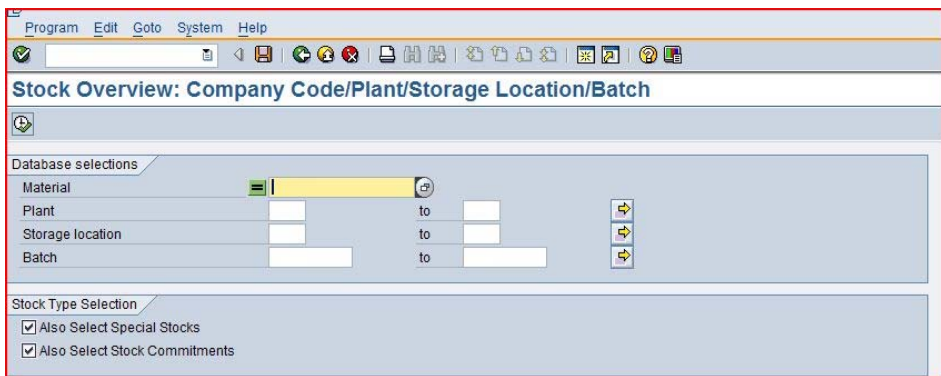 Program Edit Goto System Help
Stock Overview: Company Code/Plant/Storage Location/Batch
Database selections
Material
Plant to
Storage location to
Batch to
Stock Type Selection
Also Select Special Stocks
Also Select Stock Commitments